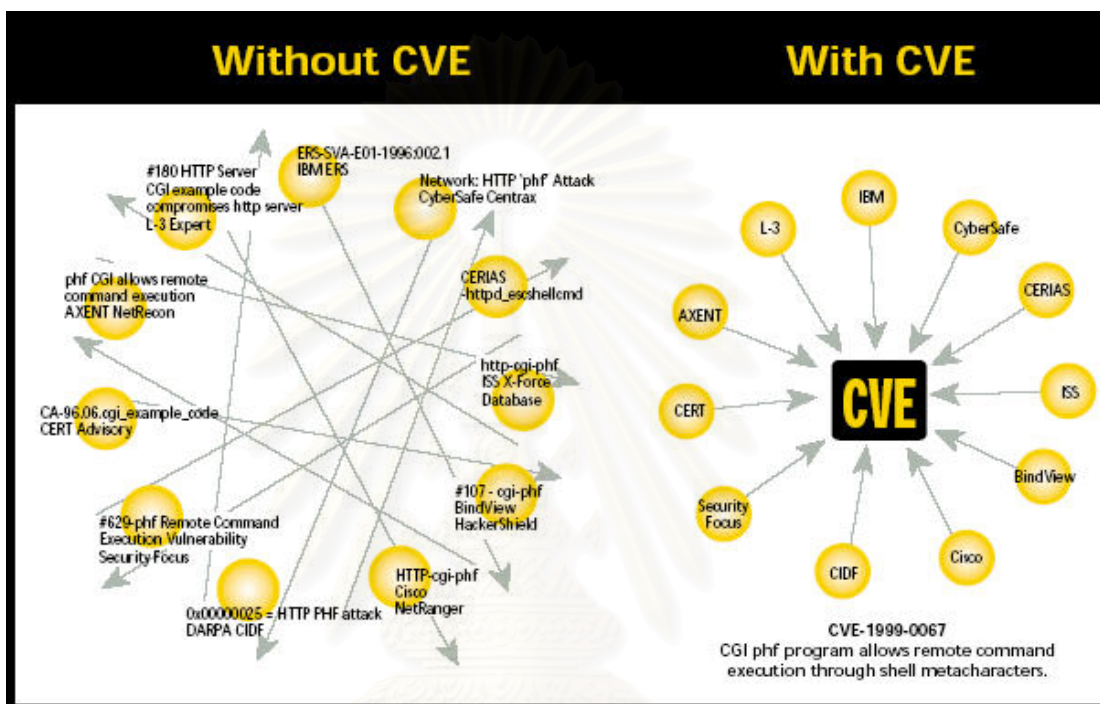 Without CVE
With CVE
#180 HTTP Server
CGI example code
compromises http server
L-3 Expert
ERS-SVA-E01-1996:002.1
IBM ERS
Network: HTTP 'phf' Attack
CyberSafe Centrax
phf CGI allows remote
command execution
AXENT NetRecon
CERIAS
-httpd_escshellcmd
http-cgi-phf
ISS X-Force
Database
CA-96.06.cgi_example_code
CERT Advisory
#107 - cgi-phf
BindView
HackerShield
#629-phf Remote Command
Execution Vulnerability
Security-Focus
HTTP-cgi-phf
Cisco
NetRanger
0x00000025 = HTTP PHF attack
DARPA CIDF
IBM
L-3
CyberSafe
CERIAS
AXENT
CVE
ISS
CERT
BindView
Security
Focus
Cisco
CIDF
CVE-1999-0067
CGI phf program allows remote command
execution through shell metacharacters.